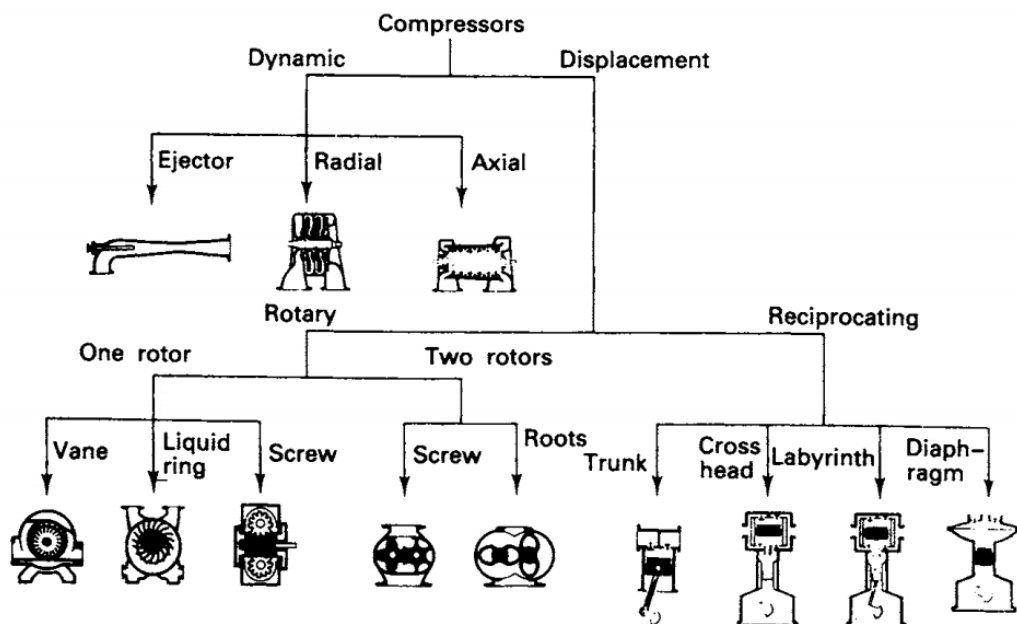 Compressors
Dynamic
Displacement
Ejector
Radial
Axial
Rotary
Reciprocating
One rotor
Two rotors
Vane
Liquid
ring
Screw
Screw
Roots
Trunk
Cross
head
Labyrinth
Diaph-
ragm